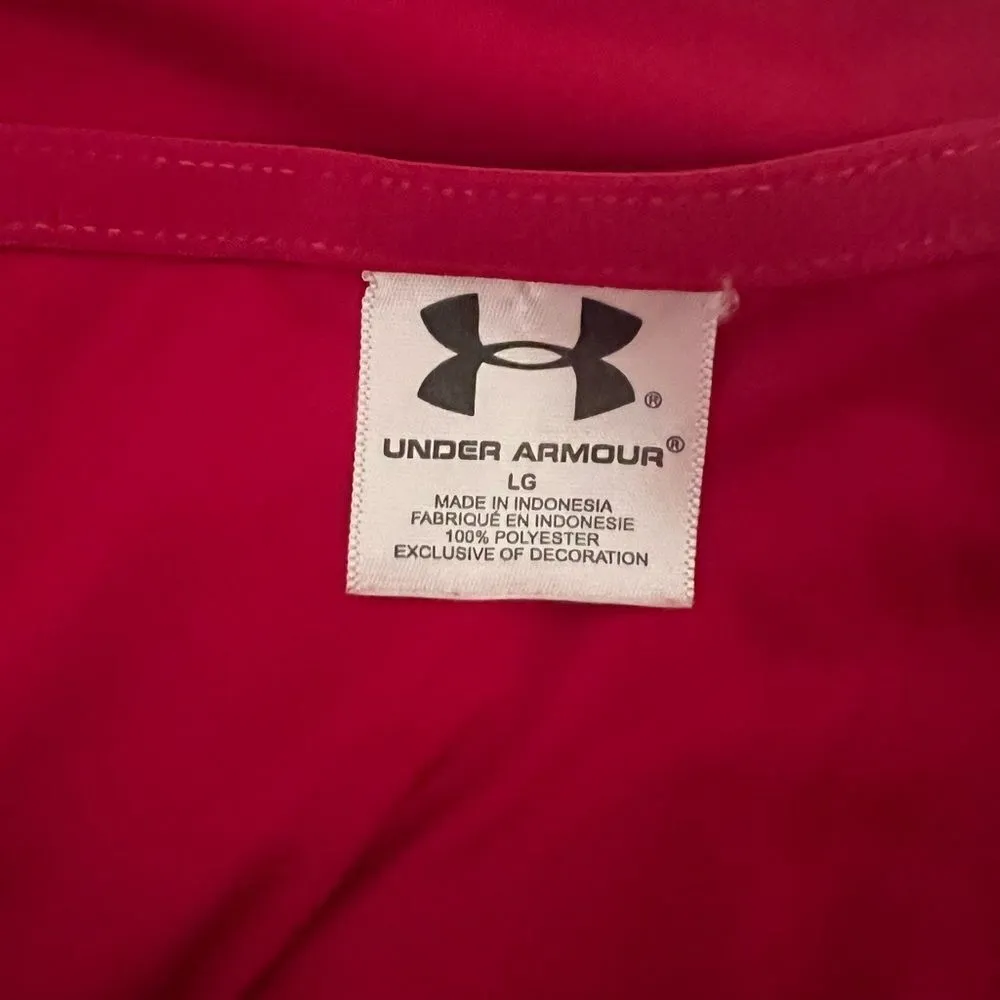 ®
UNDER ARMOUR®
LG
MADE IN INDONESIA
FABRIQUÉ EN INDONESIE
100% POLYESTER
EXCLUSIVE OF DECORATION